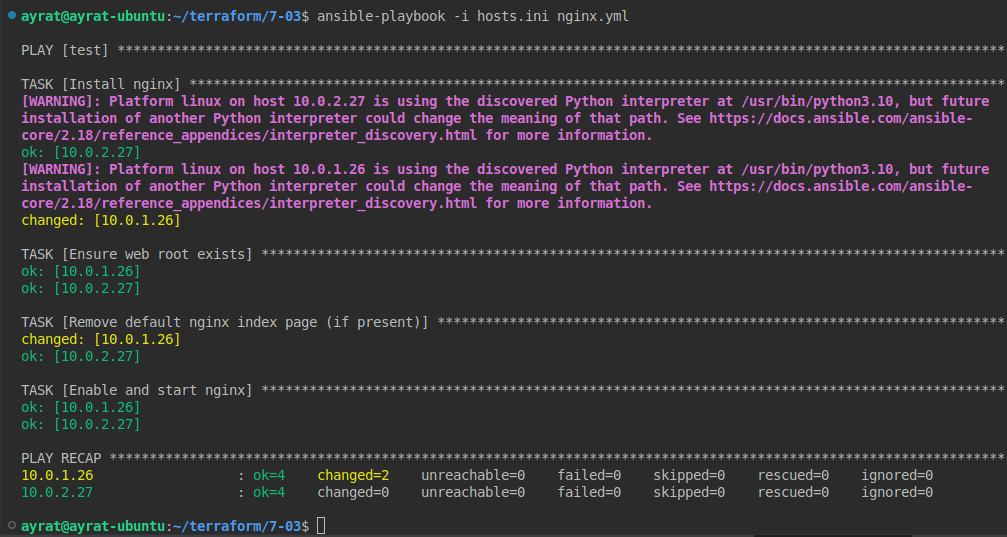 ayrat@ayrat-ubuntu:~/terraform/7-03$ ansible-playbook -i hosts.ini nginx.yml
PLAY [test] ****************************************************************************************************************
TASK [Install nginx] *******************************************************************************************************
[WARNING]: Platform linux on host 10.0.2.27 is using the discovered Python interpreter at /usr/bin/python3.10, but future
installation of another Python interpreter could change the meaning of that path. See https://docs.ansible.com/ansible-
core/2.18/reference_appendices/interpreter_discovery.html for more information.
ok: [10.0.2.27]
[WARNING]: Platform linux on host 10.0.1.26 is using the discovered Python interpreter at /usr/bin/python3.10, but future
installation of another Python interpreter could change the meaning of that path. See https://docs.ansible.com/ansible-
core/2.18/reference_appendices/interpreter_discovery.html for more information.
changed: [10.0.1.26]
TASK [Ensure web root exists] **********************************************************************************************
ok: [10.0.1.26]
ok: [10.0.2.27]
TASK [Remove default nginx index page (if present)] ************************************************************************
changed: [10.0.1.26]
ok: [10.0.2.27]
TASK [Enable and start nginx] **********************************************************************************************
ok: [10.0.1.26]
ok: [10.0.2.27]
PLAY RECAP *****************************************************************************************************************
10.0.1.26                  : ok=4    changed=2    unreachable=0    failed=0    skipped=0    rescued=0    ignored=0
10.0.2.27                  : ok=4    changed=0    unreachable=0    failed=0    skipped=0    rescued=0    ignored=0
ayrat@ayrat-ubuntu:~/terraform/7-03$